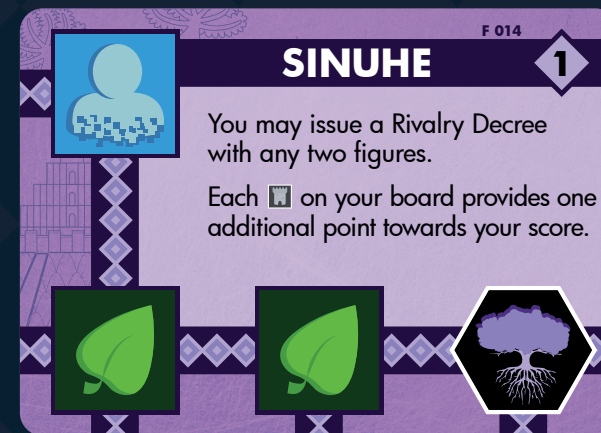 F 014
SINUHE
1
You may issue a Rivalry Decree
with any two figures.
Each on your board provides one
additional point towards your score.